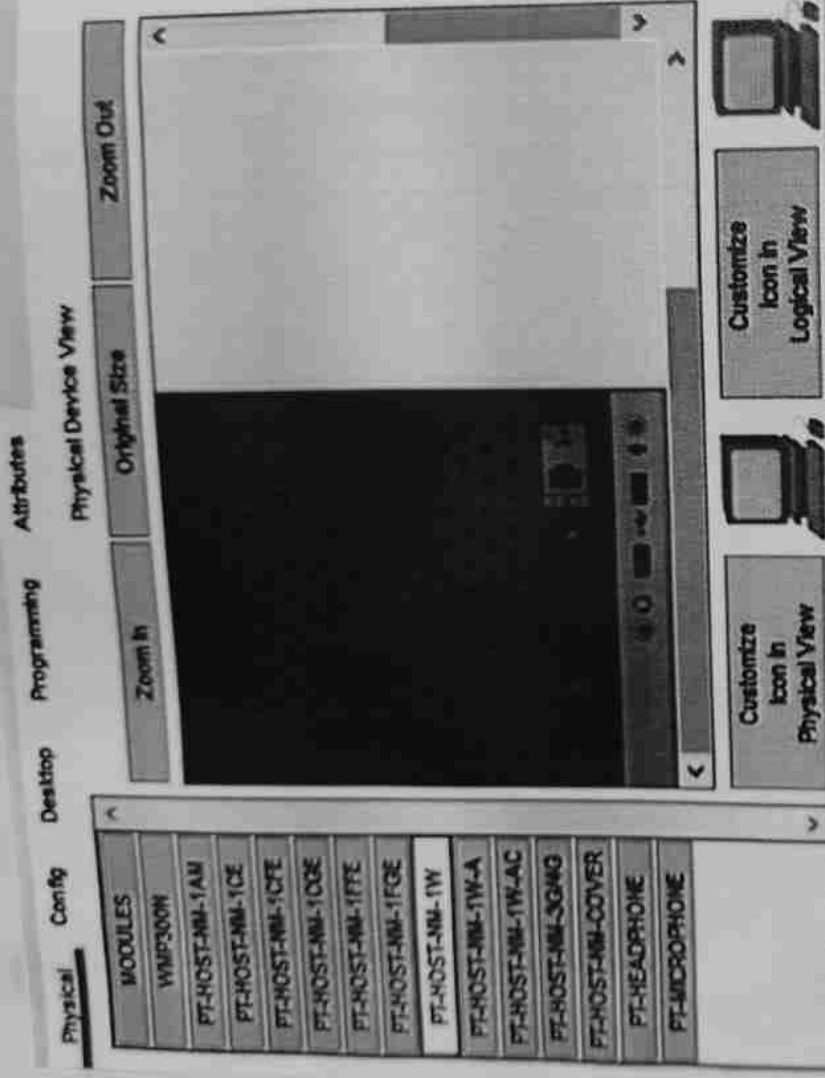 Physical Config Desktop Programming Attributes
MODULES
WMP300N
PT-HOST-NM-1AM
PT-HOST-NM-1CE
PT-HOST-NM-1CFE
PT-HOST-NM-1CGE
PT-HOST-NM-1FFE
PT-HOST-NM-1FGE
PT-HOST-NM-1W
PT-HOST-NM-1W-A
PT-HOST-NM-1W-AC
PT-HOST-NM-3G/4G
PT-HOST-NM-COVER
PT-HEADPHONE
PT-MICROPHONE
Physical Device View
Zoom In Original Size Zoom Out
Customize
Icon in
Physical View
Customize
Icon in
Logical View